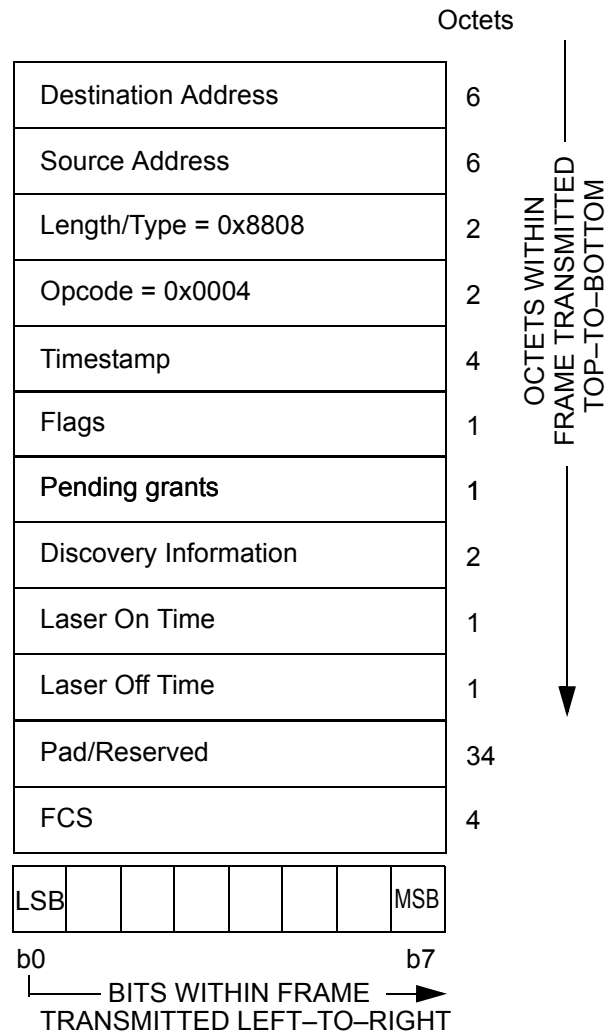 Octets
Destination Address 6
Source Address 6
Length/Type = 0x8808 2
Opcode = 0x0004 2
Timestamp 4
Flags 1
Pending grants 1
Discovery Information 2
Laser On Time 1
Laser Off Time 1
Pad/Reserved 34
FCS 4
OCTETS WITHIN
FRAME TRANSMITTED
TOP–TO–BOTTOM
LSB MSB
b0 b7
BITS WITHIN FRAME
TRANSMITTED LEFT–TO–RIGHT